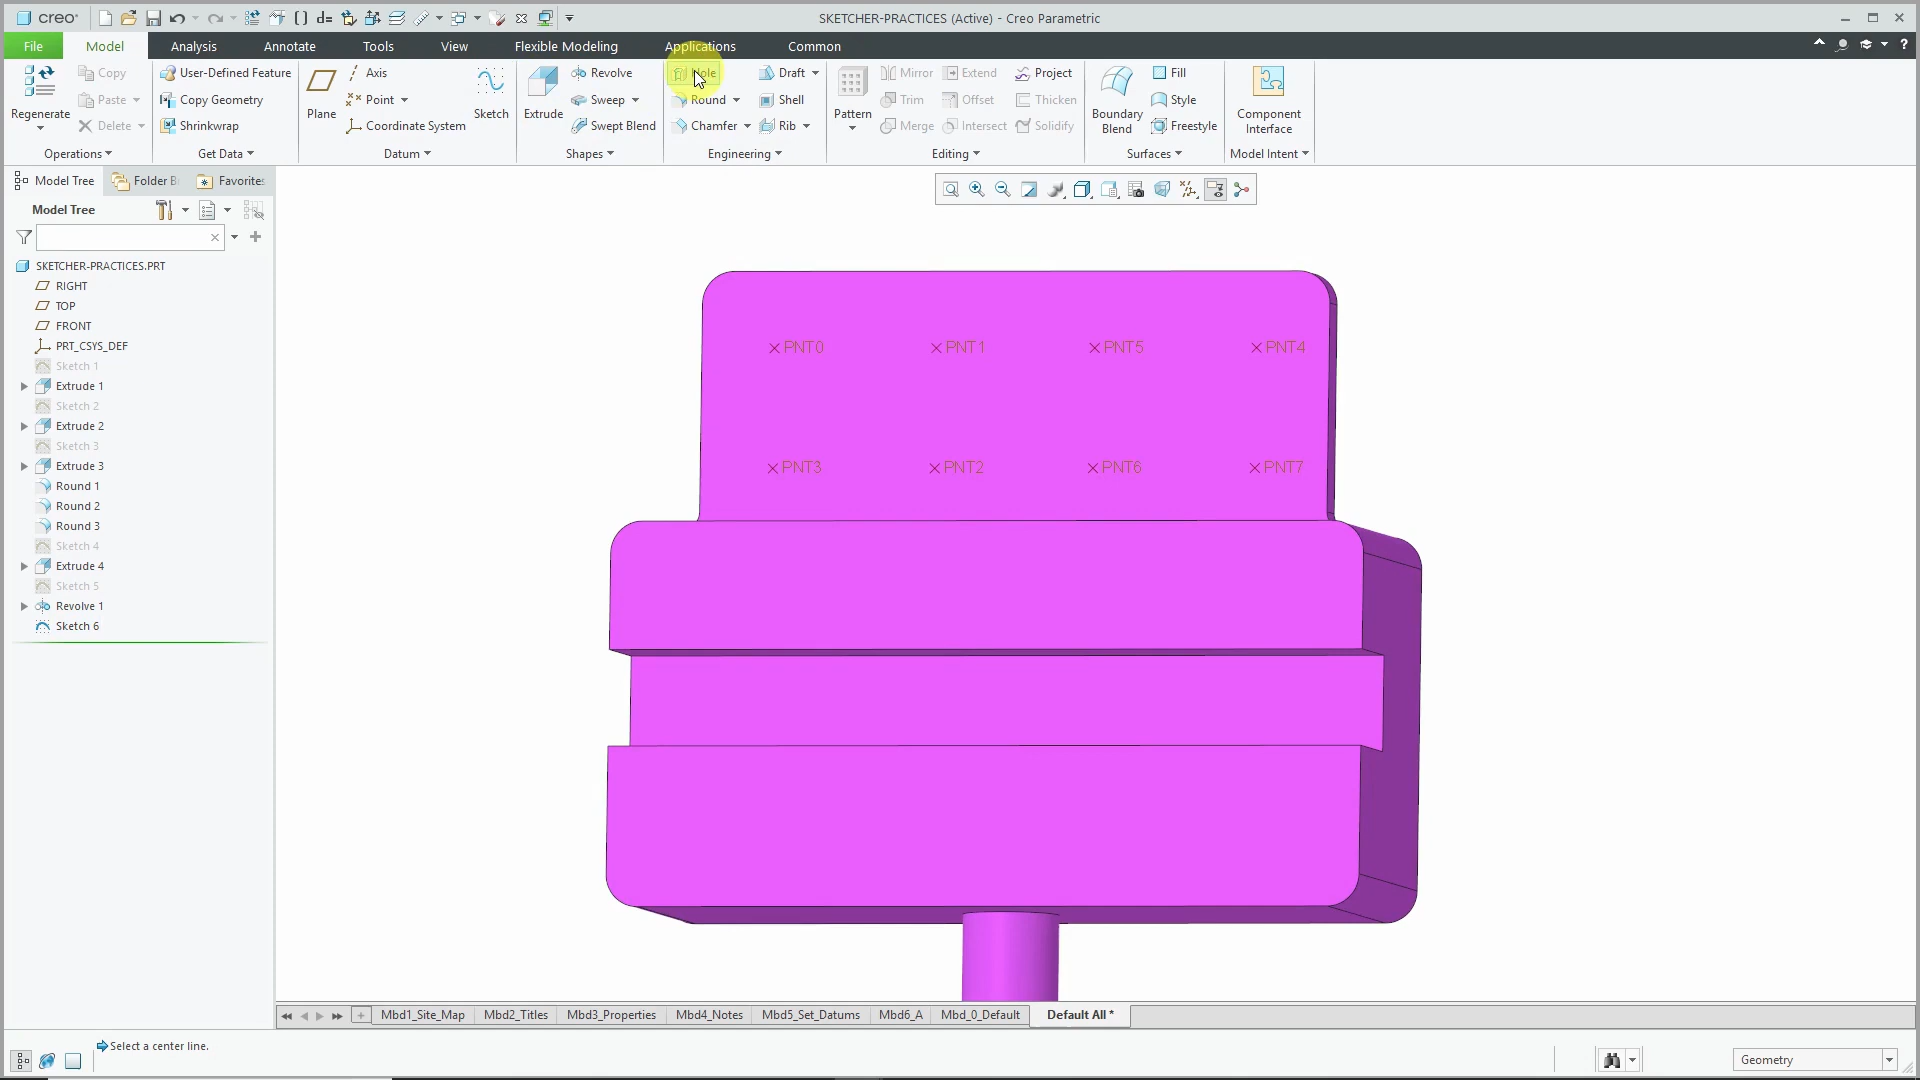 creo
SKETCHER-PRACTICES (Active) - Creo Parametric
File
Model
Analysis
Annotate
Tools
View
Flexible Modeling
Applications
Common
Regenerate
Copy
Paste
Delete
Operations
User-Defined Feature
Copy Geometry
Shrinkwrap
Get Data
Plane
Axis
Point
Coordinate System
Sketch
Datum
Extrude
Revolve
Sweep
Swept Blend
Shapes
Hole
Round
Chamfer
Draft
Shell
Rib
Engineering
Pattern
Mirror
Trim
Merge
Extend
Offset
Intersect
Project
Thicken
Solidify
Editing
Boundary
Blend
Fill
Style
Freestyle
Surfaces
Component
Interface
Model Intent
Model Tree
Folder B
Favorites
Model Tree
SKETCHER-PRACTICES.PRT
RIGHT
TOP
FRONT
PRT_CSYS_DEF
Sketch 1
Extrude 1
Sketch 2
Extrude 2
Sketch 3
Extrude 3
Round 1
Round 2
Round 3
Sketch 4
Extrude 4
Sketch 5
Revolve 1
Sketch 6
PNT0
PNT1
PNT5
PNT4
PNT3
PNT2
PNT6
PNT7
Mbd1_Site_Map
Mbd2_Titles
Mbd3_Properties
Mbd4_Notes
Mbd5_Set_Datums
Mbd6_A
Mbd_0_Default
Default All *
Select a center line.
Geometry